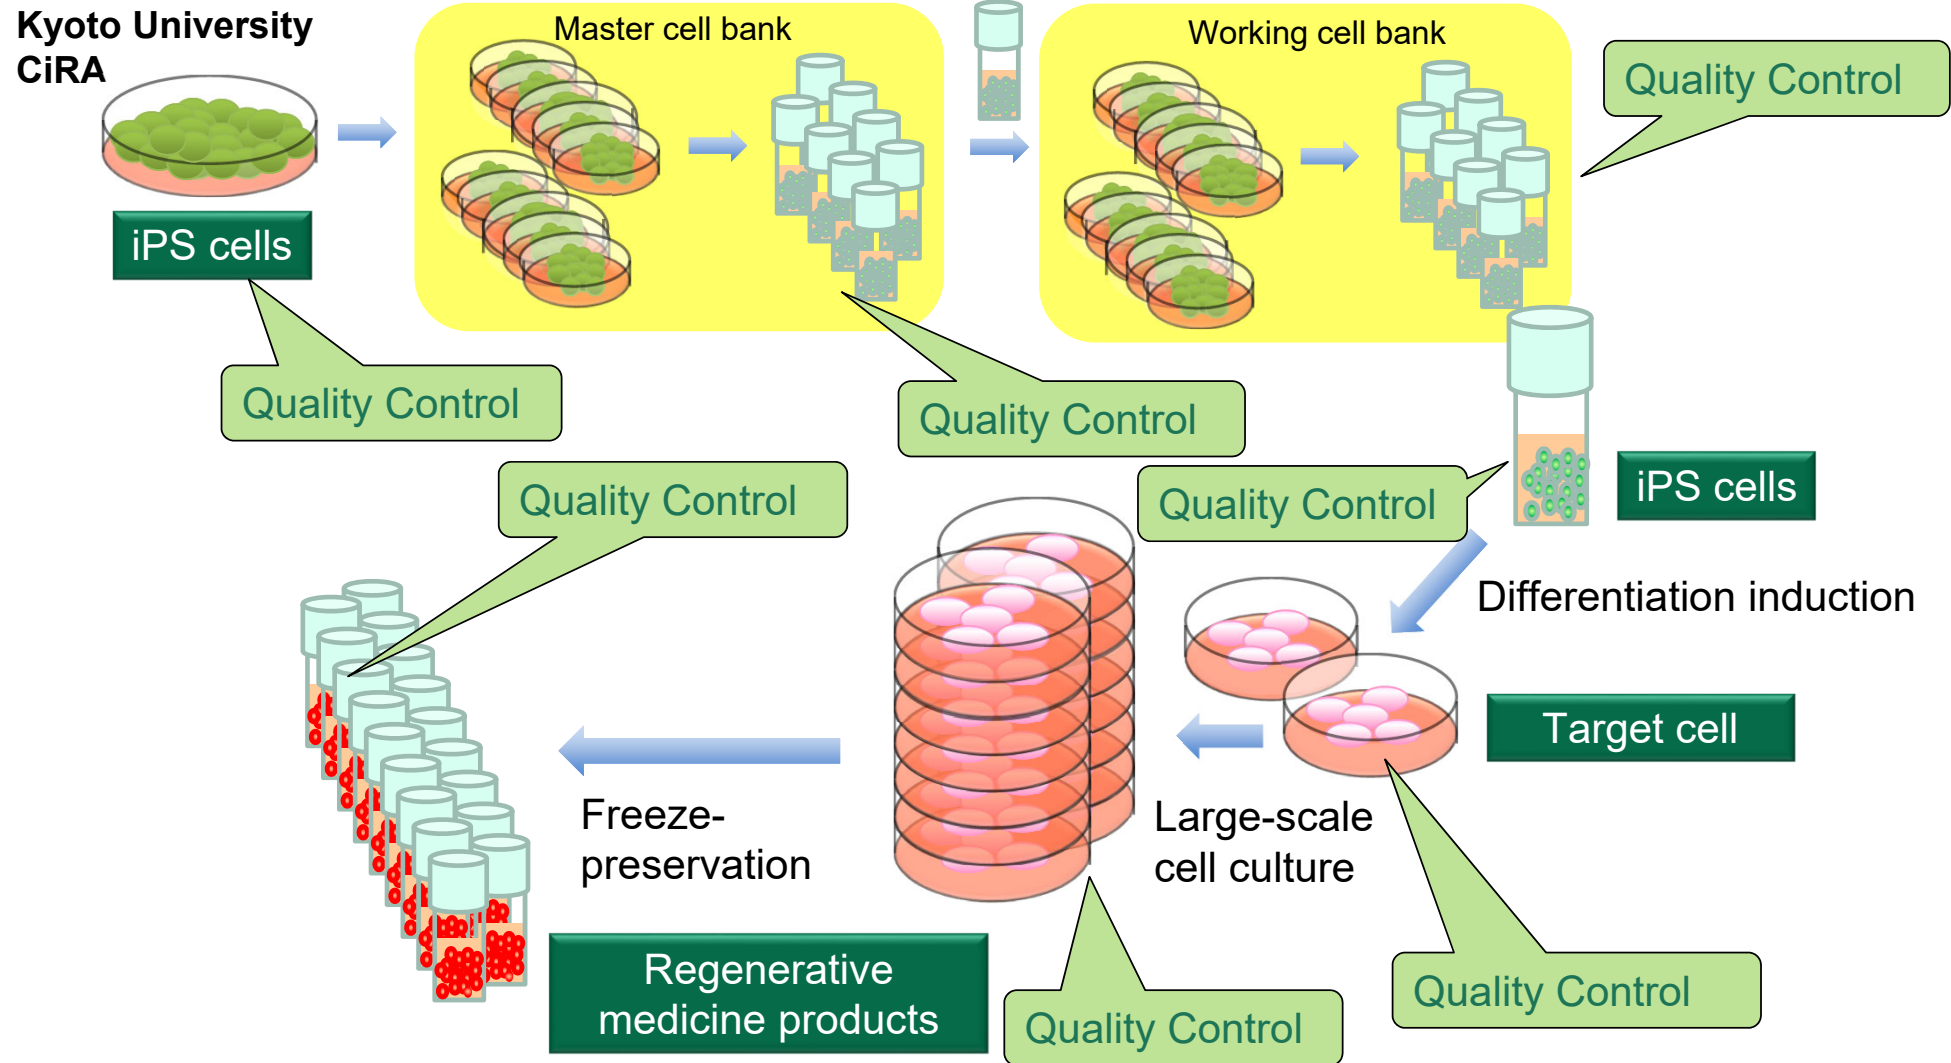 Kyoto University
CiRA
Master cell bank
Working cell bank
Quality Control
iPS cells
Quality Control
Quality Control
Quality Control
Quality Control
iPS cells
Differentiation induction
Target cell
Large-scale
cell culture
Freeze-
preservation
Regenerative
medicine products
Quality Control
Quality Control